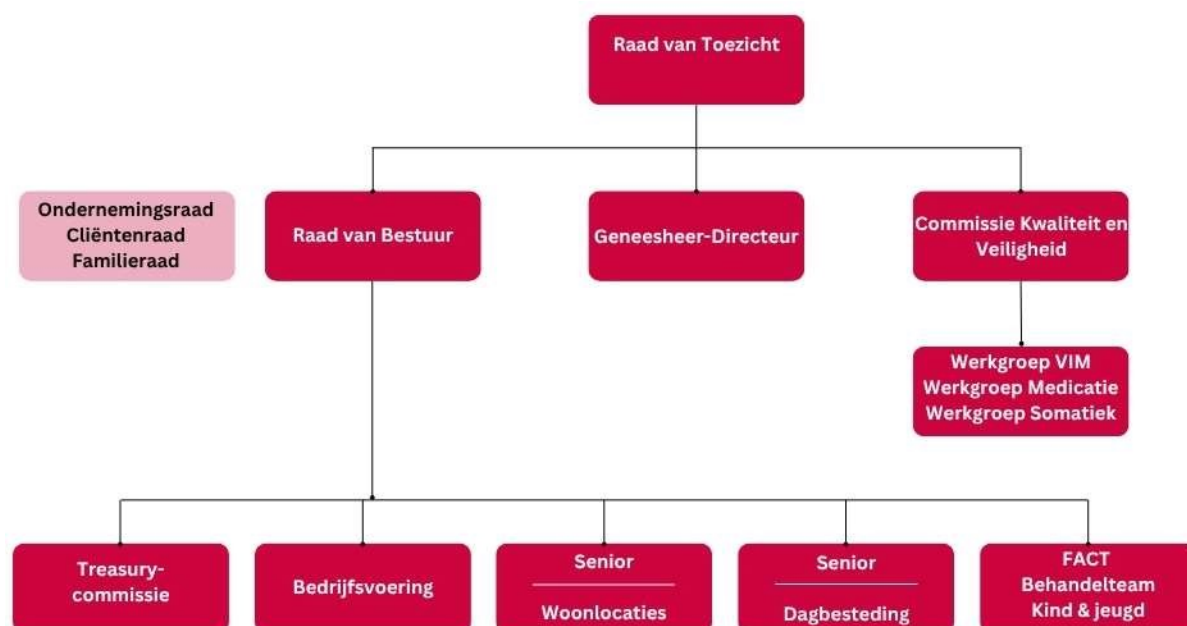 Raad van Toezicht
Ondernemingsraad
Cliëntenraad
Familieraad
Raad van Bestuur
Geneesheer-Directeur
Commissie Kwaliteit en
Veiligheid
Werkgroep VIM
Werkgroep Medicatie
Werkgroep Somatiek
Treasury-
commissie
Bedrijfsvoering
Senior
Woonlocaties
Senior
Dagbesteding
FACT
Behandelteam
Kind & jeugd